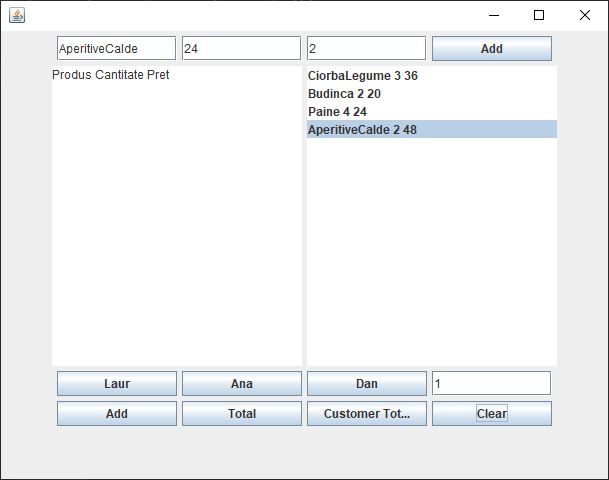 AperitiveCalde 24 2 Add
Produs Cantitate Pret
CiorbaLegume 3 36
Budinca 2 20
Paine 4 24
AperitiveCalde 2 48
Laur Ana Dan 1
Add Total Customer Tot... Clear